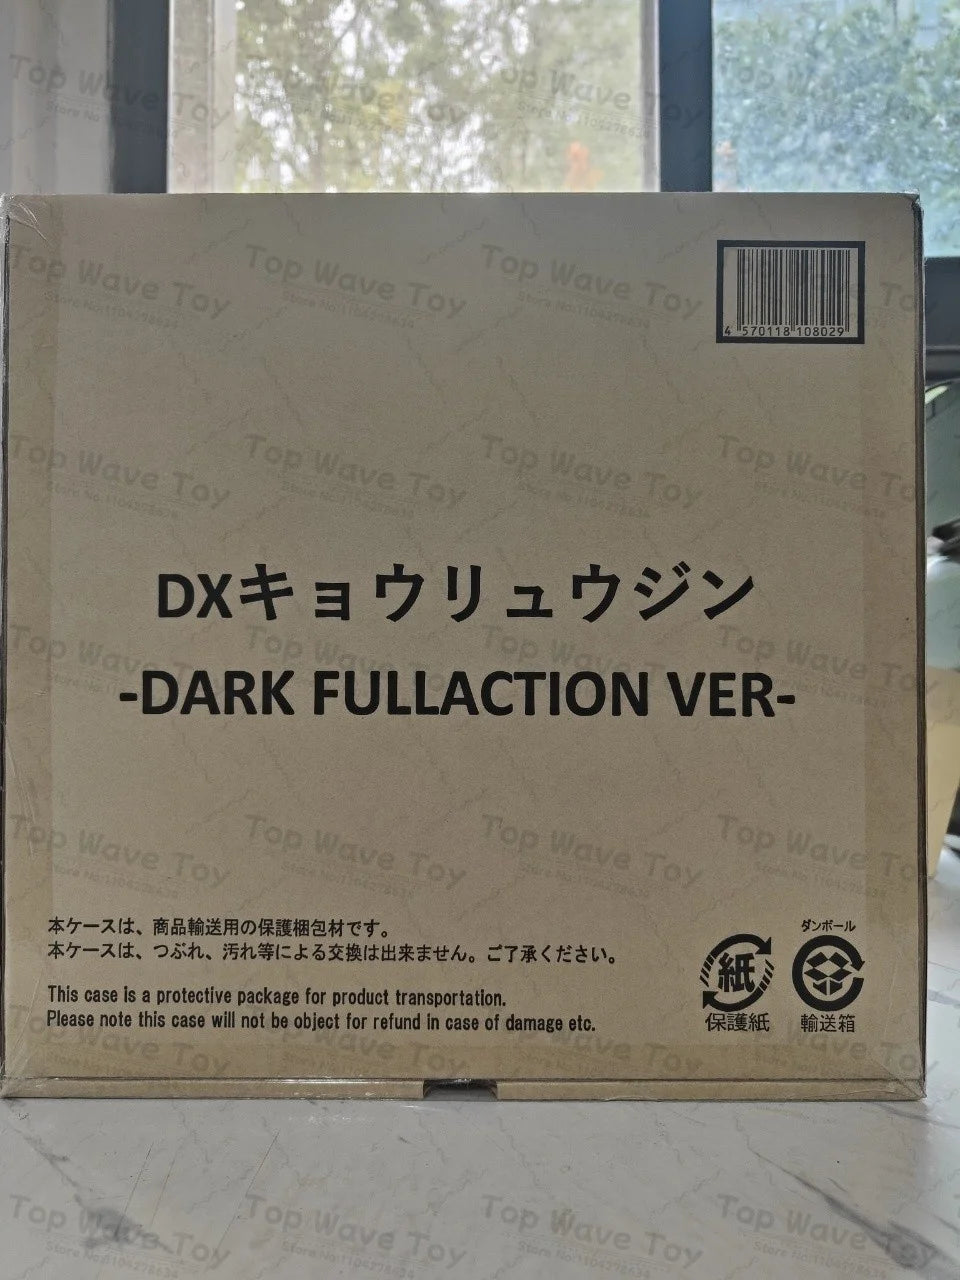 4 570118 108029
DXキョウリュウジン
-DARK FULLACTION VER-
本ケースは、商品輸送用の保護梱包材です。
本ケースは、つぶれ、汚れ等による交換は出来ません。ご了承ください。
This case is a protective package for product transportation.
Please note this case will not be object for refund in case of damage etc.
紙
保護紙
ダンボール
輸送箱
Top Wave Toy
Store No:1104278634